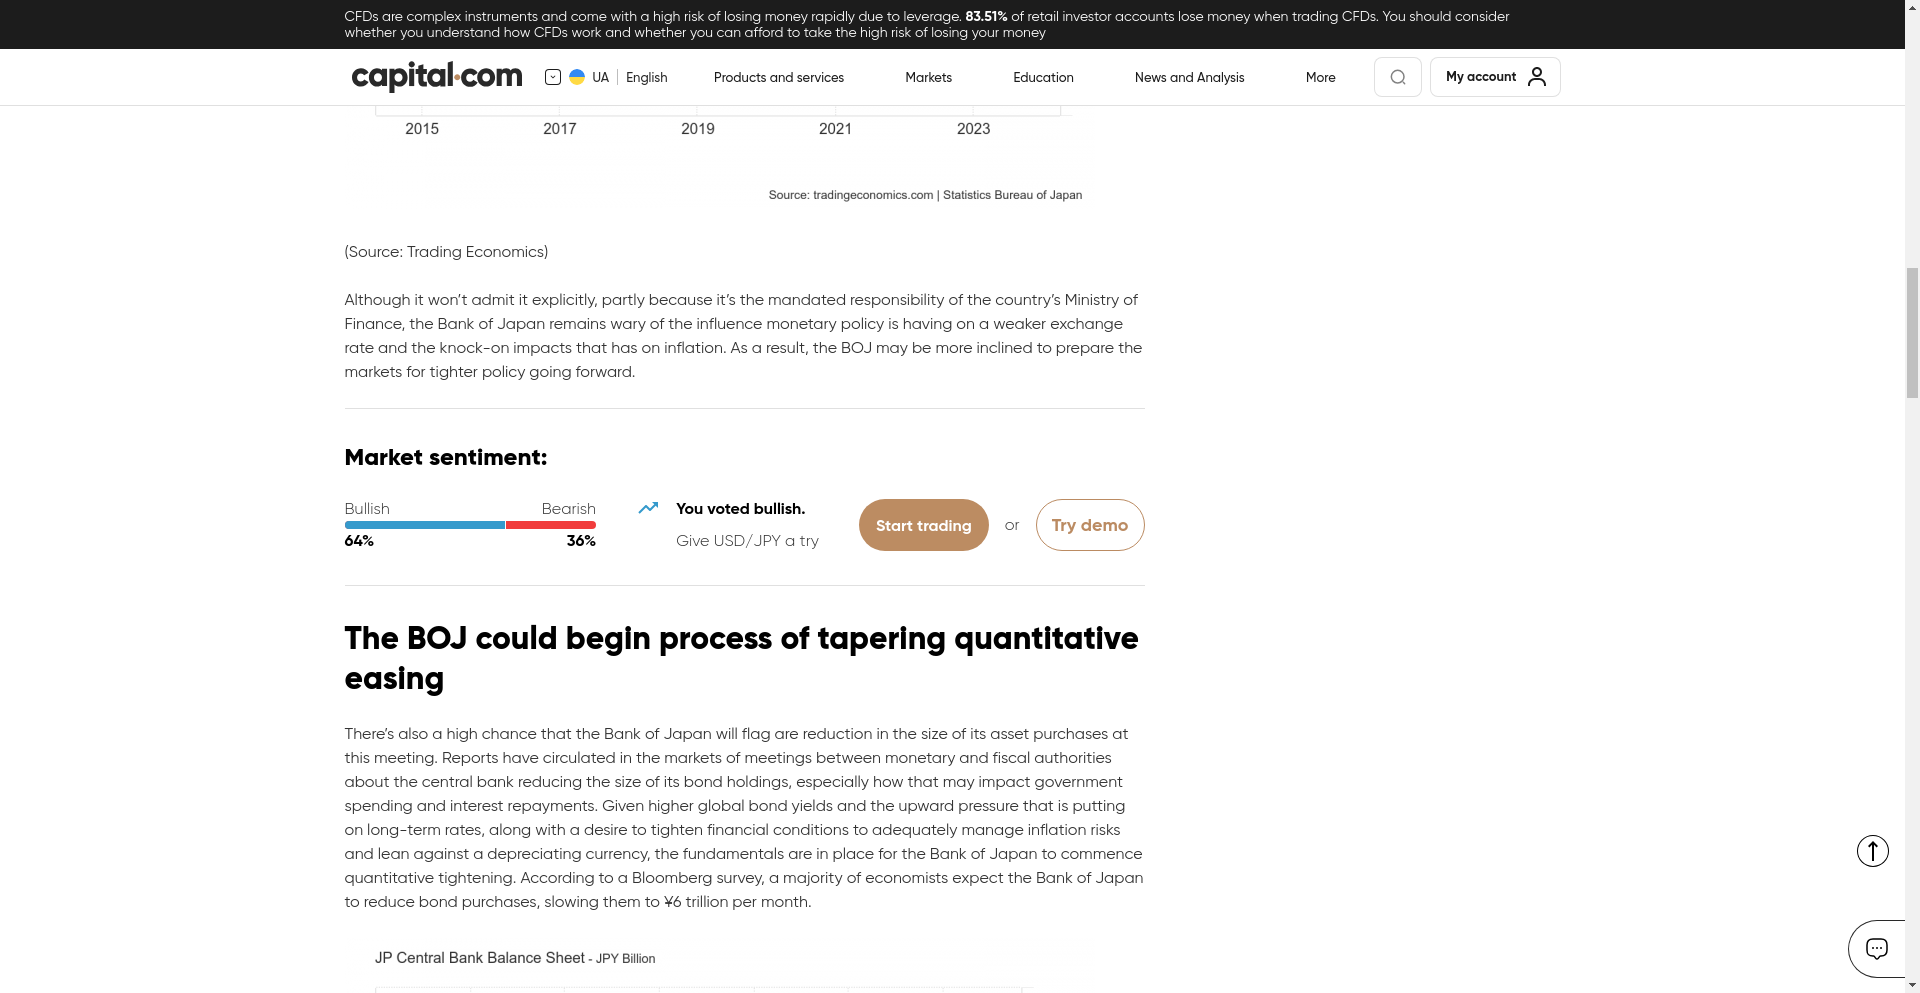 CFDs are complex instruments and come with a high risk of losing money rapidly due to leverage. 83.51% of retail investor accounts lose money when trading CFDs. You should consider
whether you understand how CFDs work and whether you can afford to take the high risk of losing your money
capital.com
UA
English
Products and services
Markets
Education
News and Analysis
More
My account
2015 2017 2019 2021 2023
Source: tradingeconomics.com | Statistics Bureau of Japan
(Source: Trading Economics)
Although it won’t admit it explicitly, partly because it’s the mandated responsibility of the country’s Ministry of
Finance, the Bank of Japan remains wary of the influence monetary policy is having on a weaker exchange
rate and the knock-on impacts that has on inflation. As a result, the BOJ may be more inclined to prepare the
markets for tighter policy going forward.
Market sentiment:
Bullish Bearish
64% 36%
You voted bullish.
Give USD/JPY a try
Start trading
or
Try demo
The BOJ could begin process of tapering quantitative
easing
There’s also a high chance that the Bank of Japan will flag are reduction in the size of its asset purchases at
this meeting. Reports have circulated in the markets of meetings between monetary and fiscal authorities
about the central bank reducing the size of its bond holdings, especially how that may impact government
spending and interest repayments. Given higher global bond yields and the upward pressure that is putting
on long-term rates, along with a desire to tighten financial conditions to adequately manage inflation risks
and lean against a depreciating currency, the fundamentals are in place for the Bank of Japan to commence
quantitative tightening. According to a Bloomberg survey, a majority of economists expect the Bank of Japan
to reduce bond purchases, slowing them to ¥6 trillion per month.
JP Central Bank Balance Sheet - JPY Billion